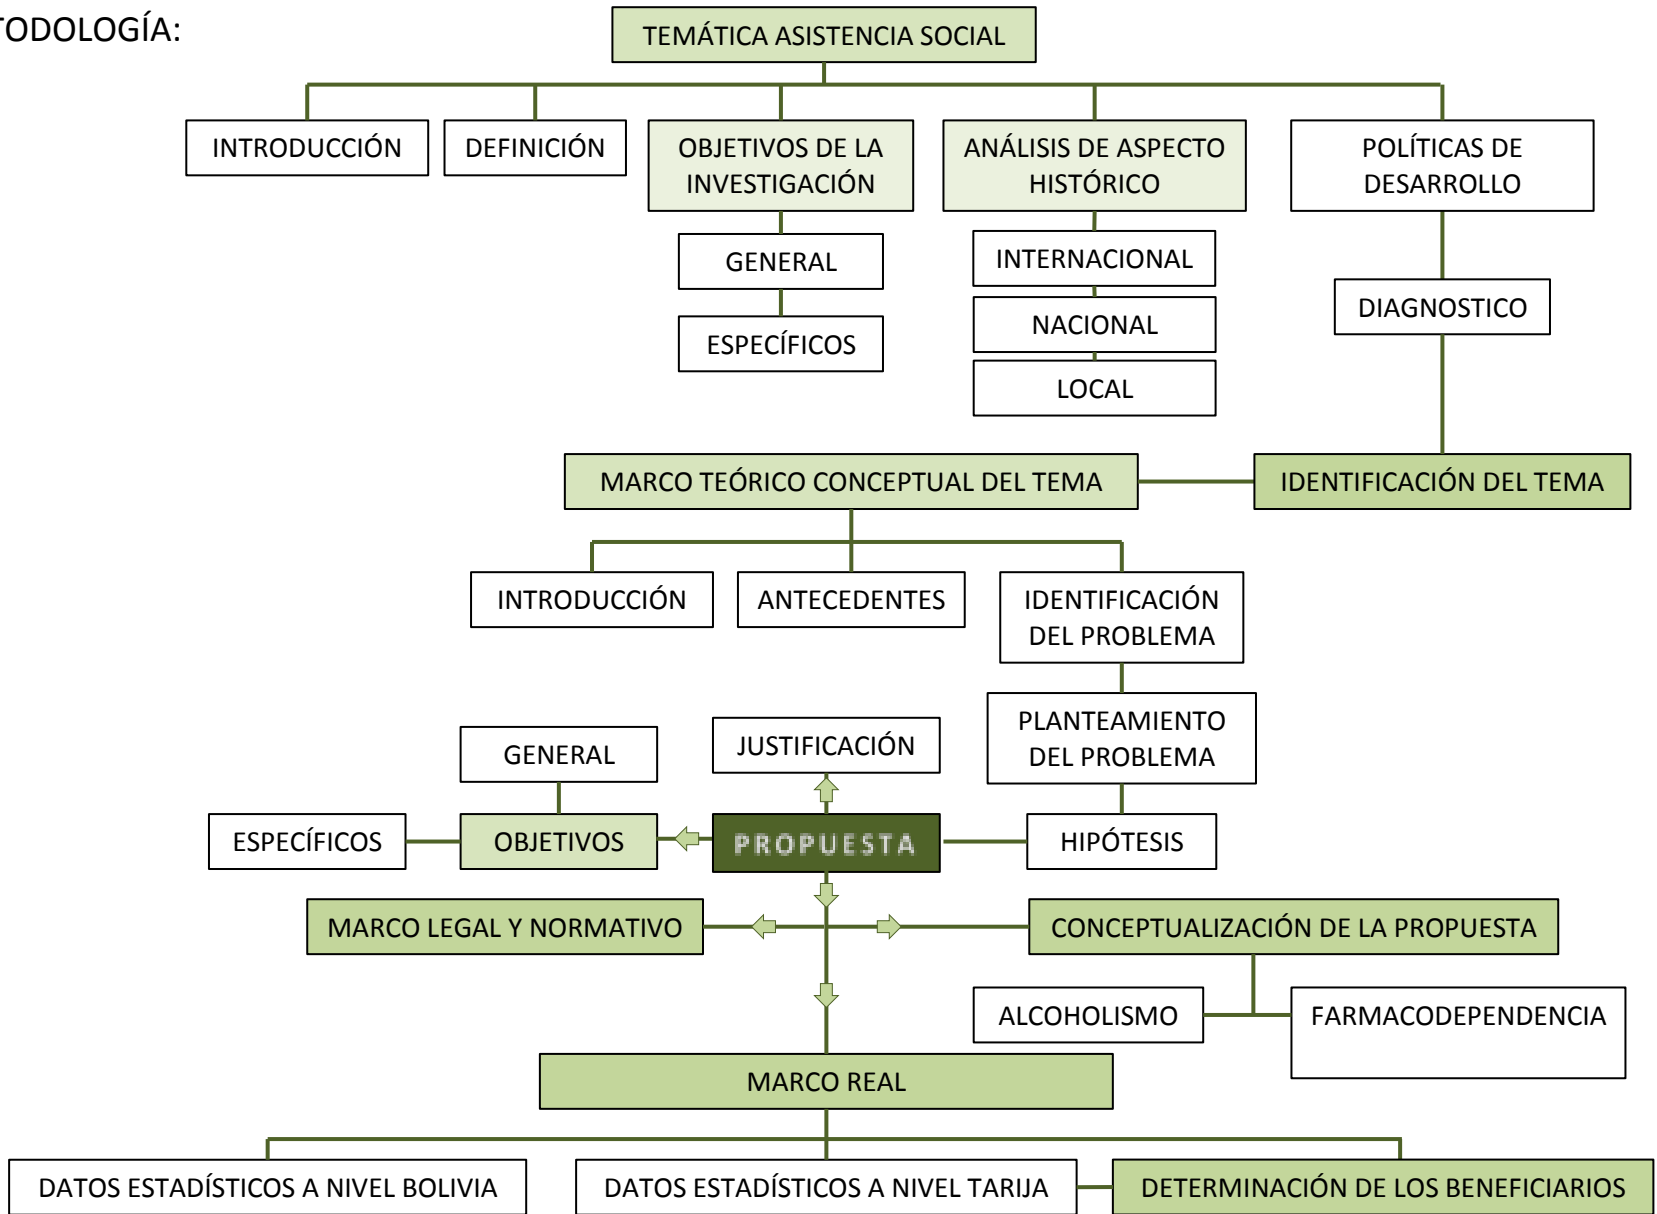 TODOLOGÍA:
TEMÁTICA ASISTENCIA SOCIAL
INTRODUCCIÓN
DEFINICIÓN
OBJETIVOS DE LA
INVESTIGACIÓN
ANÁLISIS DE ASPECTO
HISTÓRICO
POLÍTICAS DE
DESARROLLO
GENERAL
ESPECÍFICOS
INTERNACIONAL
NACIONAL
LOCAL
DIAGNOSTICO
MARCO TEÓRICO CONCEPTUAL DEL TEMA
IDENTIFICACIÓN DEL TEMA
INTRODUCCIÓN
ANTECEDENTES
IDENTIFICACIÓN
DEL PROBLEMA
PLANTEAMIENTO
DEL PROBLEMA
GENERAL
JUSTIFICACIÓN
ESPECÍFICOS
OBJETIVOS
PROPUESTA
HIPÓTESIS
MARCO LEGAL Y NORMATIVO
CONCEPTUALIZACIÓN DE LA PROPUESTA
ALCOHOLISMO
FARMACODEPENDENCIA
MARCO REAL
DATOS ESTADÍSTICOS A NIVEL BOLIVIA
DATOS ESTADÍSTICOS A NIVEL TARIJA
DETERMINACIÓN DE LOS BENEFICIARIOS